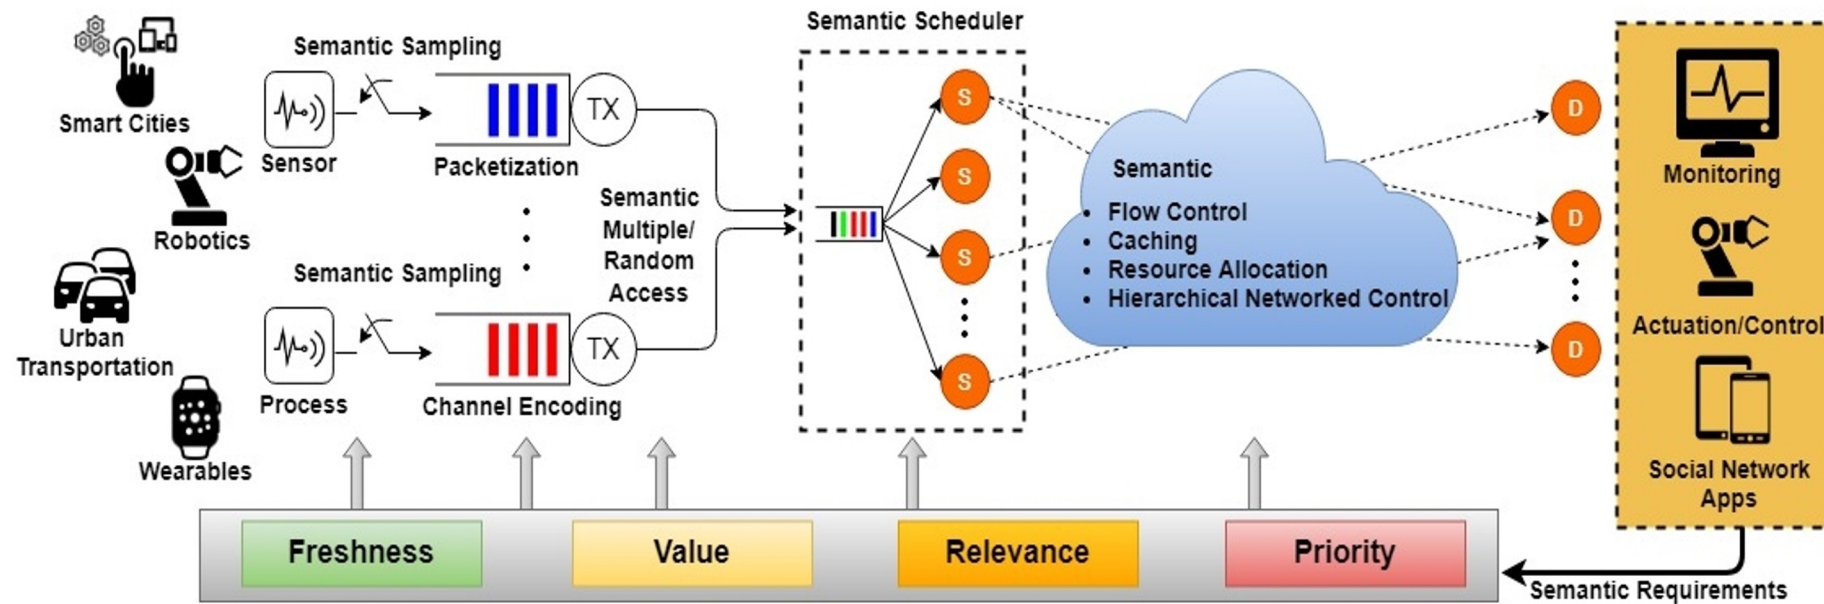 Semantic Scheduler
Smart Cities
Robotics
Urban
Transportation
Wearables
Semantic Sampling
Sensor
TX
Packetization
Semantic Sampling
Process
TX
Channel Encoding
Semantic
Multiple/
Random
Access
S
S
S
S
Semantic
• Flow Control
• Caching
• Resource Allocation
• Hierarchical Networked Control
D
D
D
Monitoring
Actuation/Control
Social Network
Apps
Freshness
Value
Relevance
Priority
Semantic Requirements